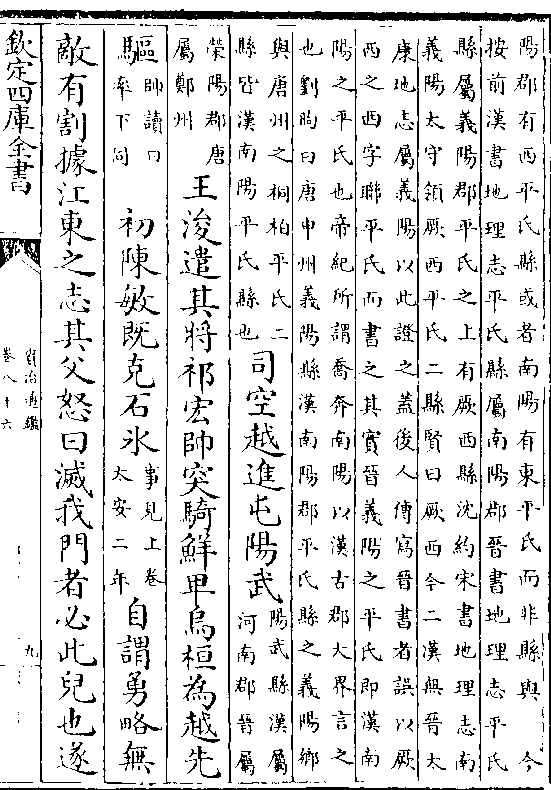 陽郡有西平氏縣或者南陽有東平氏而非縣與今
按前漢書地理志平氏縣屬南陽郡晉書地理志平氏
縣屬義陽郡平氏之上有厥西縣沈約宋書地理志南
義陽太守領厥西平氏二縣賢曰厥西令二漢無晉太
康地志屬義陽以此證之蓋後人傳寫晉書者誤以厥
西之西字聯平氏而書之其實晉義陽之平氏即漢南
陽之平氏也帝紀所謂喬奔南陽以漢古郡大界言之
也劉昫曰唐申州義陽縣漢南陽郡平氏縣之義陽鄉
與唐州之桐柏平氏二
縣皆漢南陽平氏縣也
司空越進屯陽武
陽武縣漢屬
河南郡晉屬
滎陽郡唐
屬鄭州
王浚遣其將祁宏帥突騎鮮卑烏桓為越先
驅
帥讀曰
率下同
初陳敏既克石氷
事見上卷
太安二年
自謂勇略無
敵有割據江東之志其父怒曰滅我門者必此兒也遂
欽定四庫全書
資治通鑑
卷八十六
九